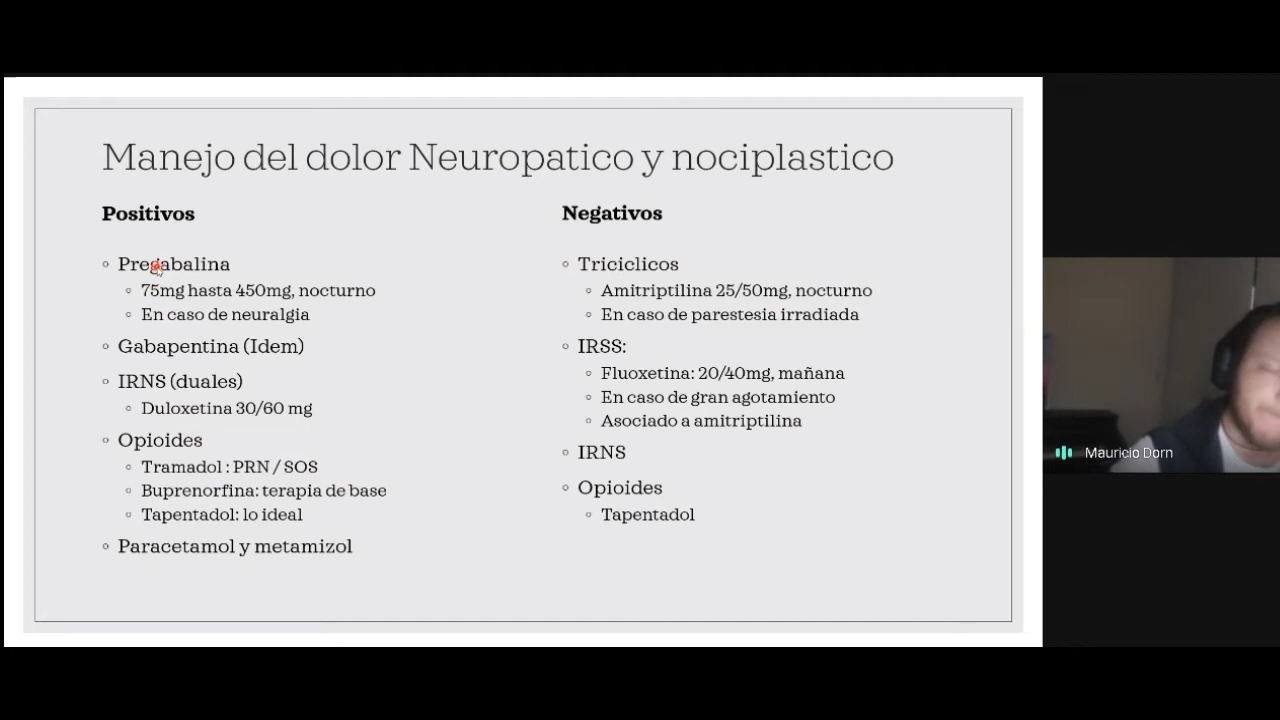 Manejo del dolor Neuropatico y nociplastico
Positivos
Pregabalina
75mg hasta 450mg, nocturno
En caso de neuralgia
Gabapentina (Idem)
IRNS (duales)
Duloxetina 30/60 mg
Opioides
Tramadol : PRN / SOS
Buprenorfina: terapia de base
Tapentadol: lo ideal
Paracetamol y metamizol
Negativos
Triciclicos
Amitriptilina 25/50mg, nocturno
En caso de parestesia irradiada
IRSS:
Fluoxetina: 20/40mg, mañana
En caso de gran agotamiento
Asociado a amitriptilina
IRNS
Opioides
Tapentadol
Mauricio Dorn